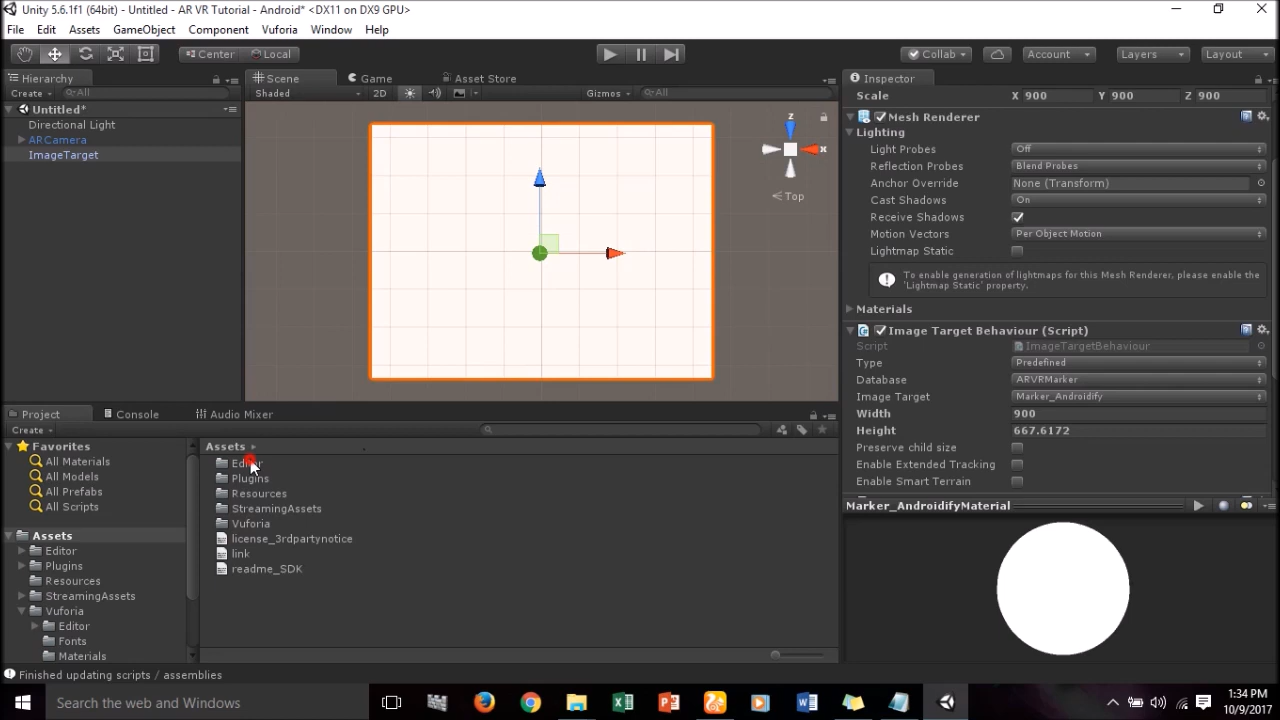 Unity 5.6.1f1 (64bit) - Untitled - AR VR Tutorial - Android* <DX11 on DX9 GPU>
File Edit Assets GameObject Component Vuforia Window Help
Center Local Collab Account Layers Layout
Hierarchy
Create All
Untitled*
Directional Light
ARCamera
ImageTarget
Scene Game Asset Store
Shaded 2D Gizmos All
z
x
Top
Inspector
Scale X 900 Y 900 Z 900
Mesh Renderer
Lighting
Light Probes Off
Reflection Probes Blend Probes
Anchor Override None (Transform)
Cast Shadows On
Receive Shadows
Motion Vectors Per Object Motion
Lightmap Static
To enable generation of lightmaps for this Mesh Renderer, please enable the
'Lightmap Static' property.
Materials
Image Target Behaviour (Script)
Script ImageTargetBehaviour
Type Predefined
Database ARVRMarker
Image Target Marker_Androidify
Width 900
Height 667.6172
Preserve child size
Enable Extended Tracking
Enable Smart Terrain
Marker_AndroidifyMaterial
Project Console Audio Mixer
Create
Favorites
All Materials
All Models
All Prefabs
All Scripts
Assets
Editor
Plugins
Resources
StreamingAssets
Vuforia
Editor
Fonts
Materials
Assets
Editor
Plugins
Resources
StreamingAssets
Vuforia
license_3rdpartynotice
link
readme_SDK
Finished updating scripts / assemblies
Search the web and Windows
1:34 PM
10/9/2017